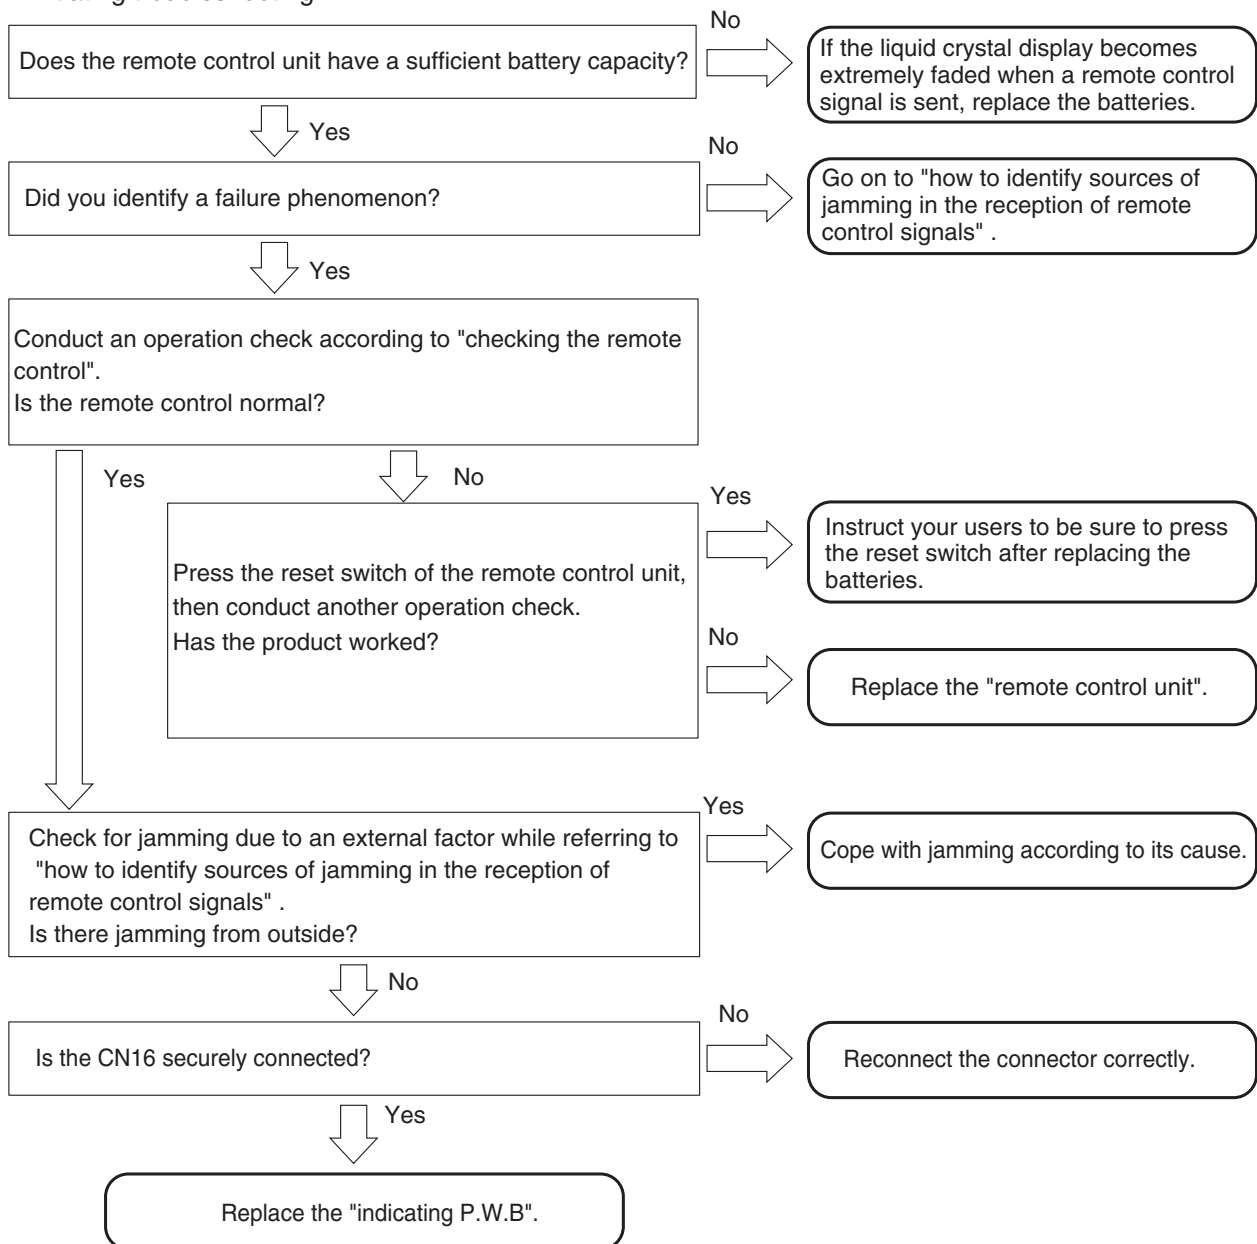 No
Does the remote control unit have a sufficient battery capacity?
If the liquid crystal display becomes
extremely faded when a remote control
signal is sent, replace the batteries.
Yes
No
Did you identify a failure phenomenon?
Go on to "how to identify sources of
jamming in the reception of remote
control signals" .
Yes
Conduct an operation check according to "checking the remote
control".
Is the remote control normal?
Yes
No
Press the reset switch of the remote control unit,
then conduct another operation check.
Has the product worked?
Yes
Instruct your users to be sure to press
the reset switch after replacing the
batteries.
No
Replace the "remote control unit".
Check for jamming due to an external factor while referring to
"how to identify sources of jamming in the reception of
remote control signals" .
Is there jamming from outside?
Yes
Cope with jamming according to its cause.
No
Is the CN16 securely connected?
No
Reconnect the connector correctly.
Yes
Replace the "indicating P.W.B".